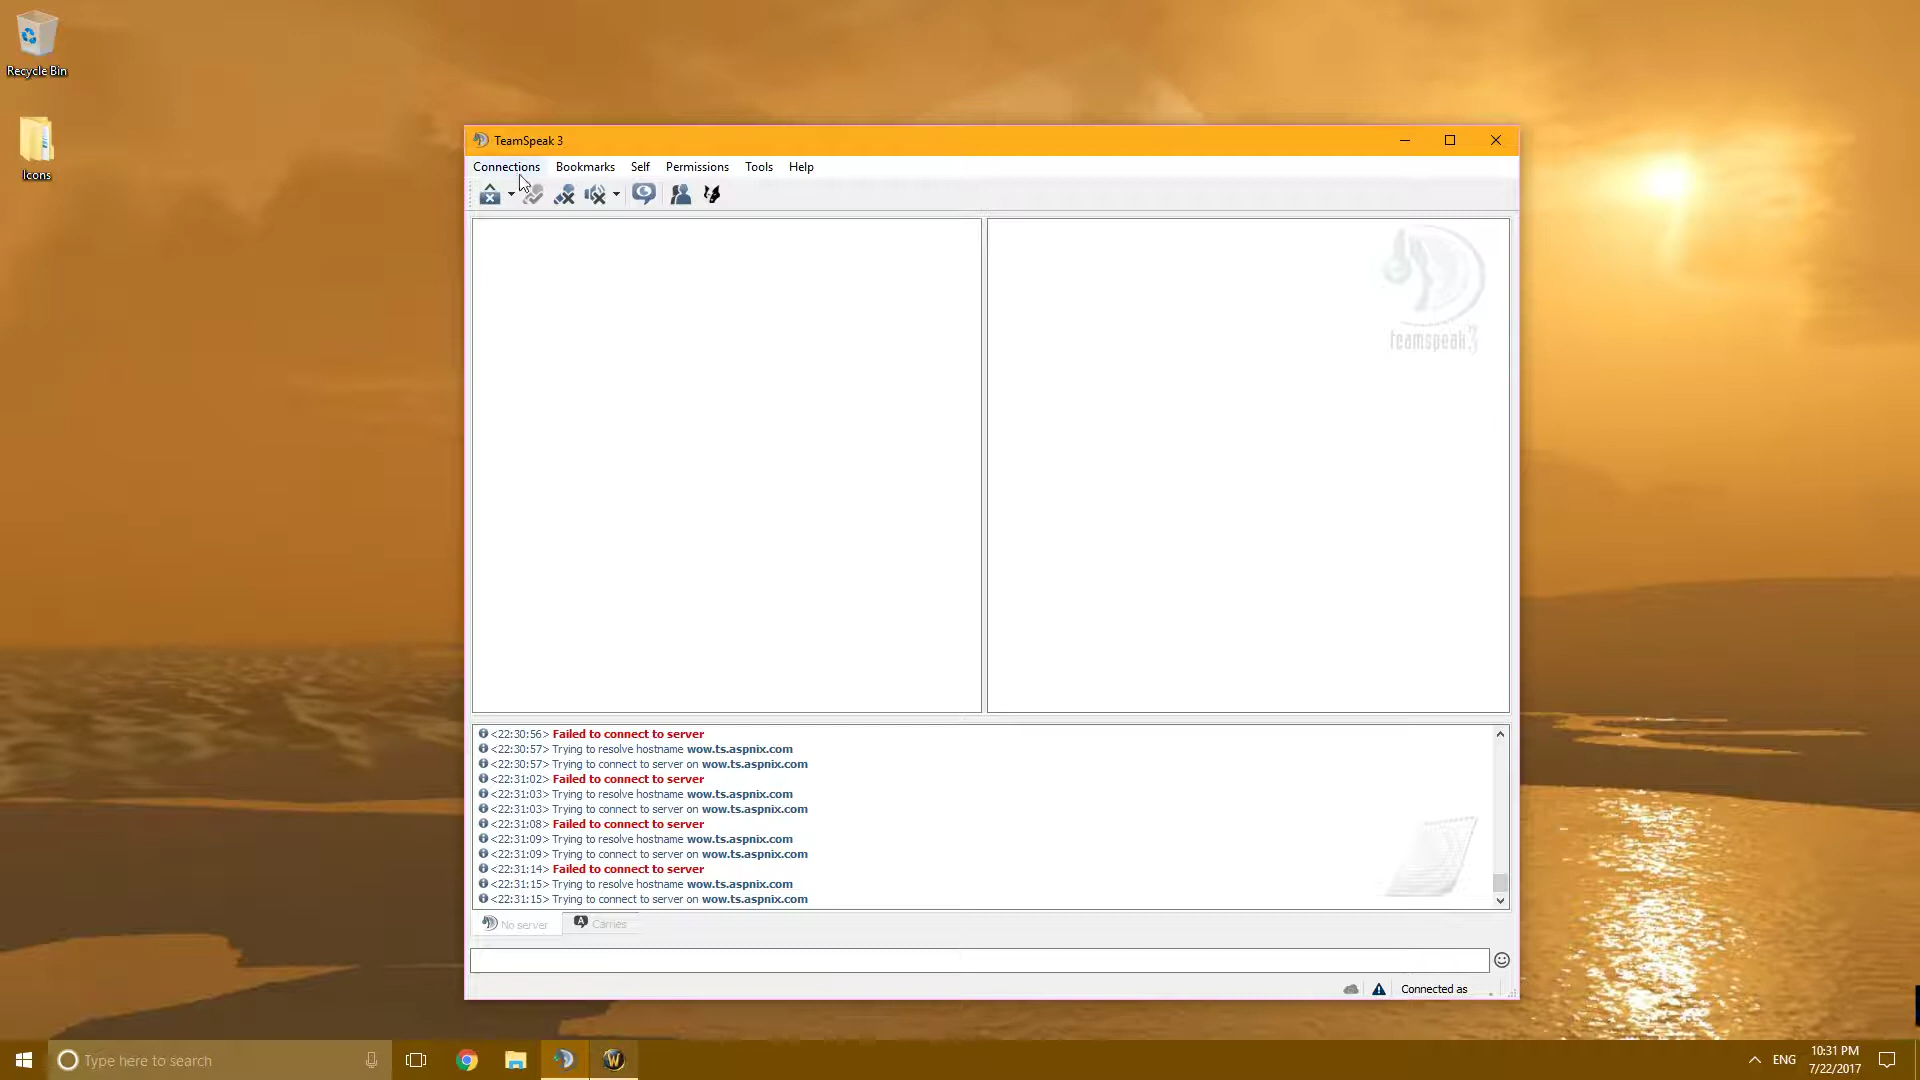 Recycle Bin
Icons
TeamSpeak 3
Connections Bookmarks Self Permissions Tools Help
teamspeak3
<22:30:56> Failed to connect to server
<22:30:57> Trying to resolve hostname wow.ts.aspnix.com
<22:30:57> Trying to connect to server on wow.ts.aspnix.com
<22:31:02> Failed to connect to server
<22:31:03> Trying to resolve hostname wow.ts.aspnix.com
<22:31:03> Trying to connect to server on wow.ts.aspnix.com
<22:31:08> Failed to connect to server
<22:31:09> Trying to resolve hostname wow.ts.aspnix.com
<22:31:09> Trying to connect to server on wow.ts.aspnix.com
<22:31:14> Failed to connect to server
<22:31:15> Trying to resolve hostname wow.ts.aspnix.com
<22:31:15> Trying to connect to server on wow.ts.aspnix.com
No server A Carries
Connected as
Type here to search
W
ENG
10:31 PM
7/22/2017